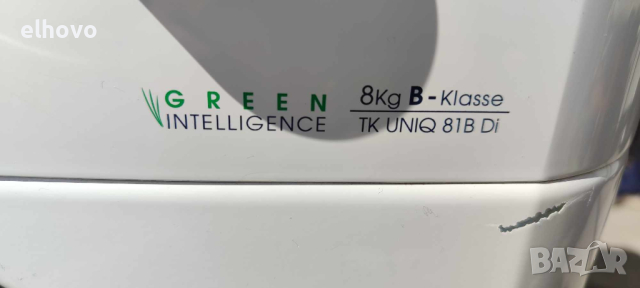 elhovo
GREEN
INTELLIGENCE
8Kg B-Klasse
TK UNIQ 81B Di
BAZAR